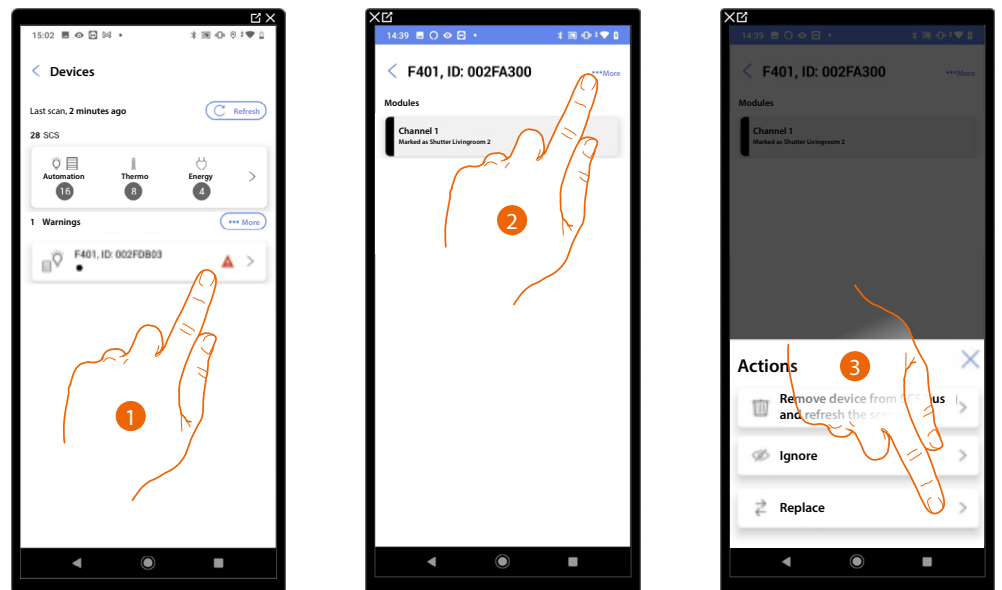 15:02
Devices
Last scan, 2 minutes ago
Refresh
28 SCS
Automation Thermo Energy
16 8 4
1 Warnings
*** More
F401, ID: 002FDB03
1
14:39
F401, ID: 002FA300
***More
Modules
Channel 1
Marked as Shutter Livingroom 2
2
14:39
F401, ID: 002FA300
***More
Modules
Channel 1
Marked as Shutter Livingroom 2
Actions
3
Remove device from SCS bus
and refresh the scan
Ignore
Replace